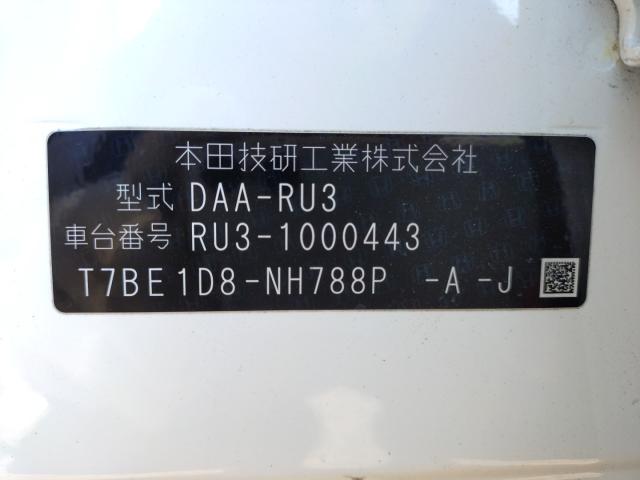 本田技研工業株式会社
型式 DAA-RU3
車台番号 RU3-1000443
T7BE1D8-NH788P -A -J